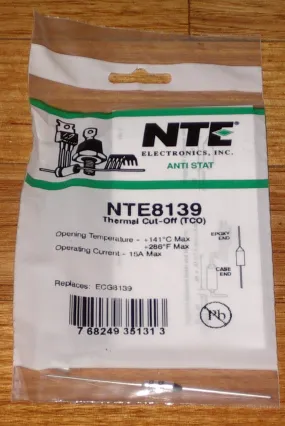 NTE
ELECTRONICS, INC.
ANTI STAT
NTE8139
Thermal Cut-Off (TCO)
Opening Temperature - +141°C Max
+286°F Max
Operating Current - 15A Max
EPOXY END
CASE END
Replaces: ECG8139
7 68249 35131 3
Pb